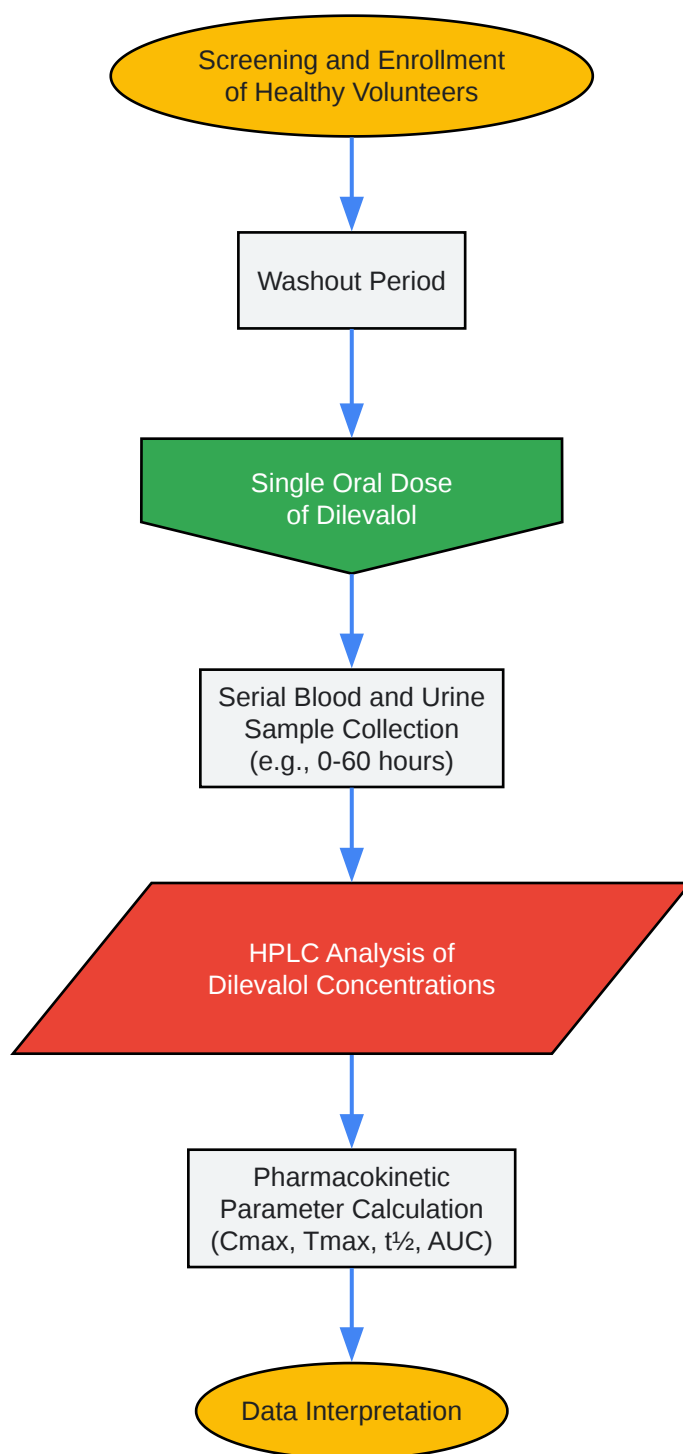 Screening and Enrollment
of Healthy Volunteers
Washout Period
Single Oral Dose
of Dilevalol
Serial Blood and Urine
Sample Collection
(e.g., 0-60 hours)
HPLC Analysis of
Dilevalol Concentrations
Pharmacokinetic
Parameter Calculation
(Cmax, Tmax, t½, AUC)
Data Interpretation